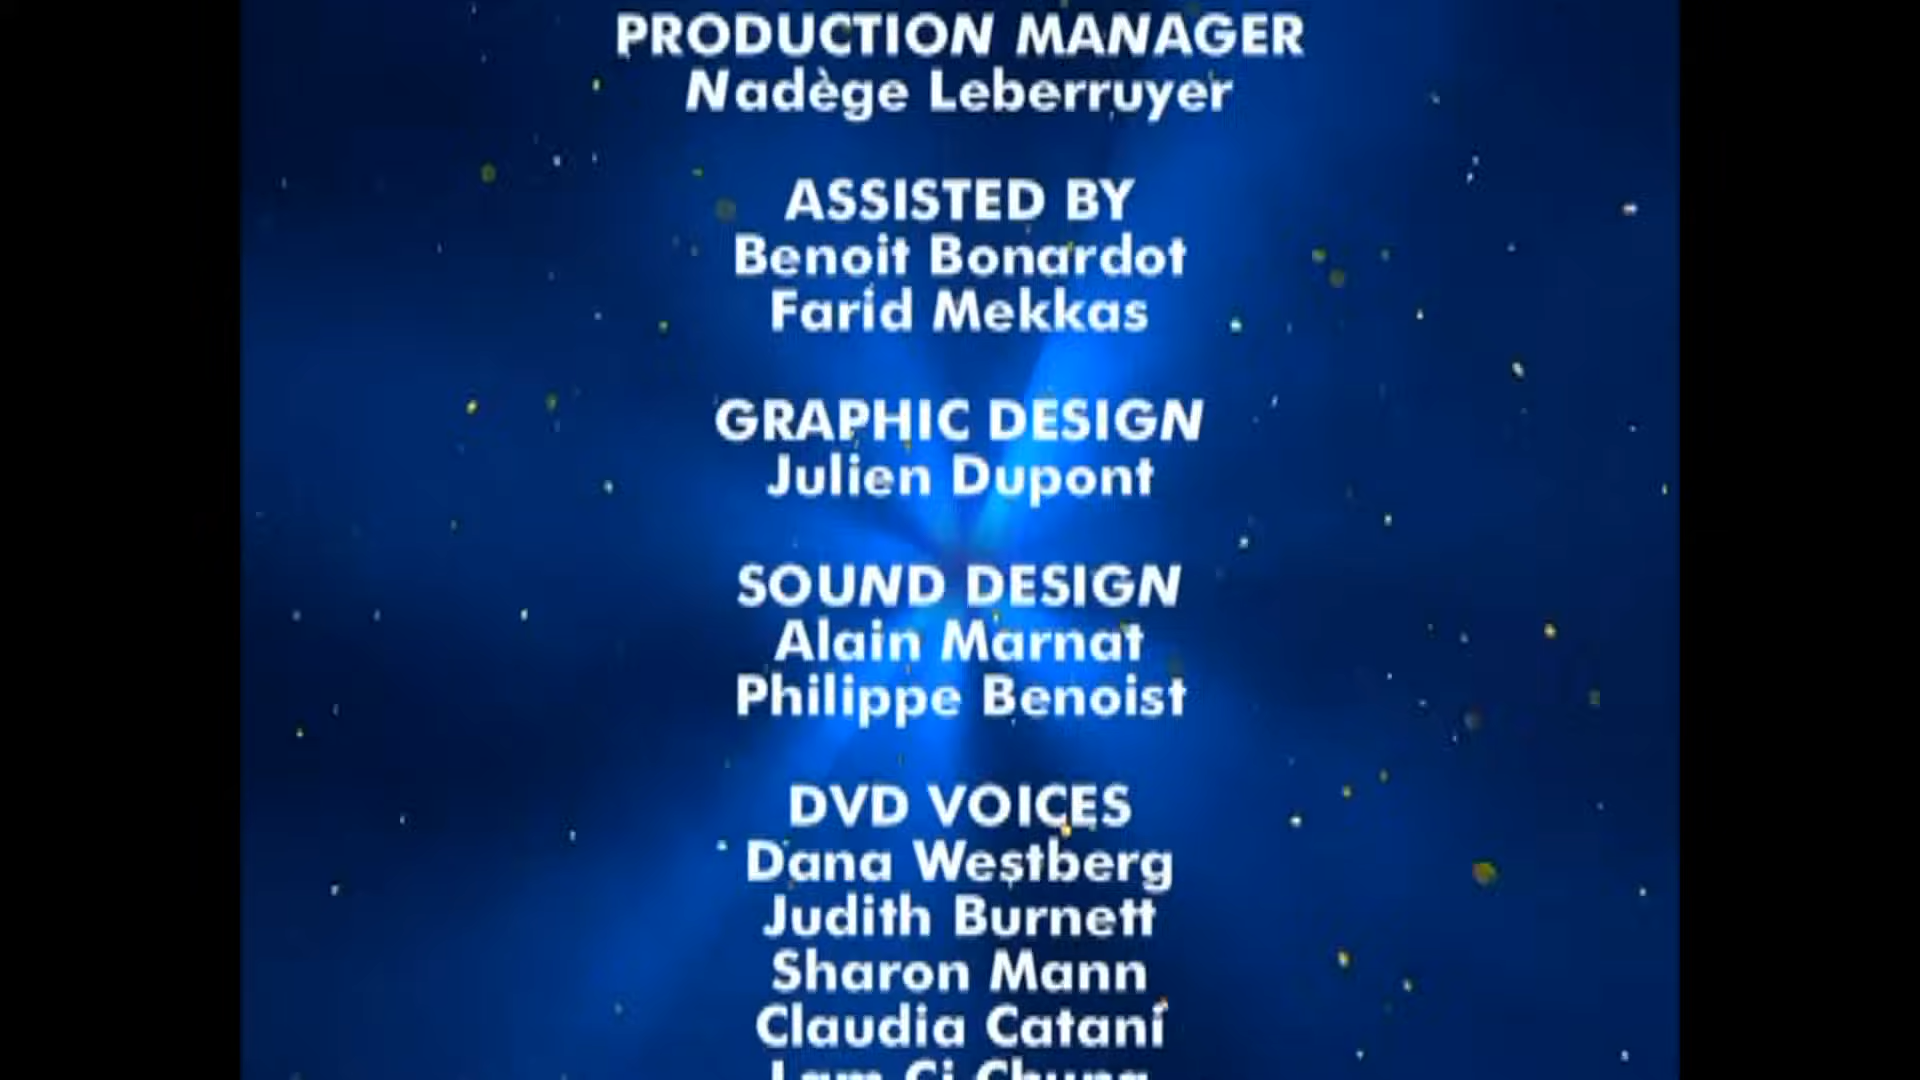 PRODUCTION MANAGER
Nadège Leberruyer
ASSISTED BY
Benoit Bonardot
Farid Mekkas
GRAPHIC DESIGN
Julien Dupont
SOUND DESIGN
Alain Marnat
Philippe Benoist
DVD VOICES
Dana Westberg
Judith Burnett
Sharon Mann
Claudia Catani